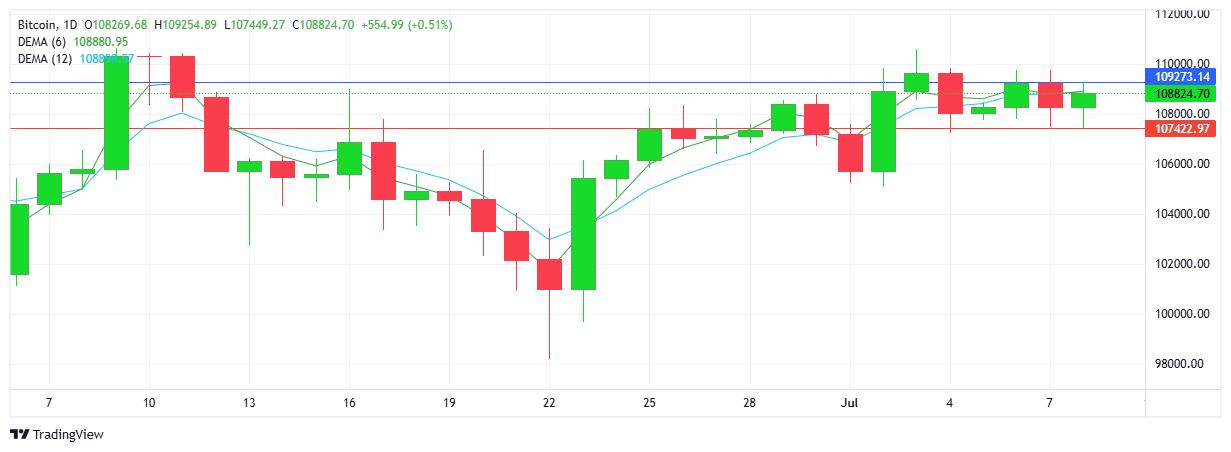 Bitcoin, 1D O108269.68 H109254.89 L107449.27 C108824.70 +554.99 (+0.51%)
DEMA (6) 108880.95
DEMA (12)
112000.00
110000.00
109273.14
108824.70
108000.00
107422.97
106000.00
104000.00
102000.00
100000.00
98000.00
7 10 13 16 19 22 25 28 Jul 4 7
TradingView